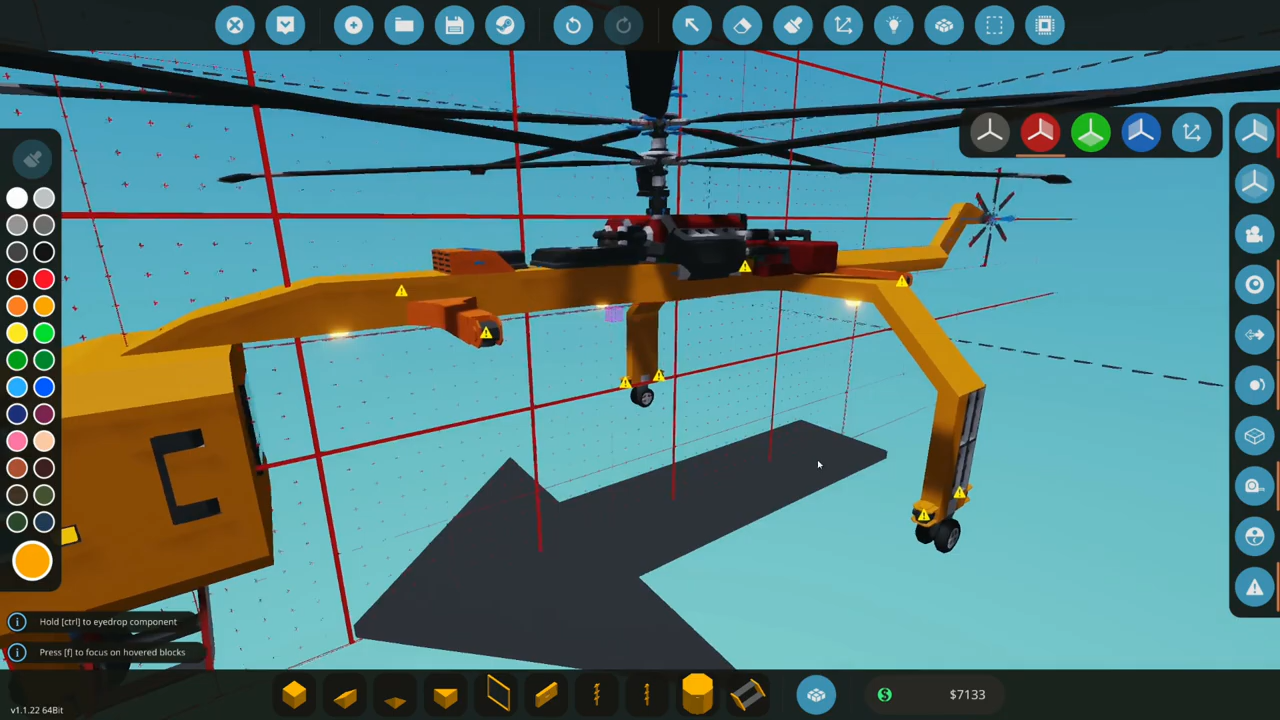 Hold [ctrl] to eyedrop component
Press [f] to focus on hovered blocks
$7133
v1.1.22 64Bit